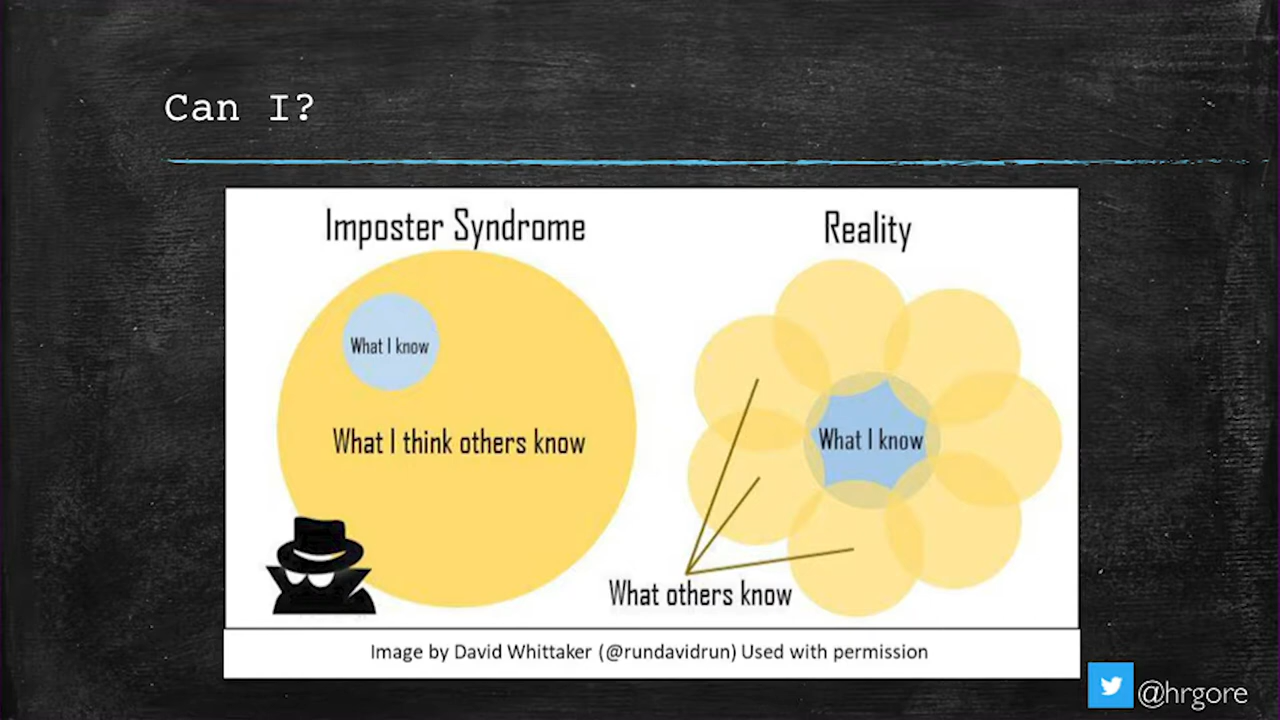 Can I?
Imposter Syndrome
Reality
What I know
What I think others know
What I know
What others know
Image by David Whittaker (@rundavidrun) Used with permission
@hrgore